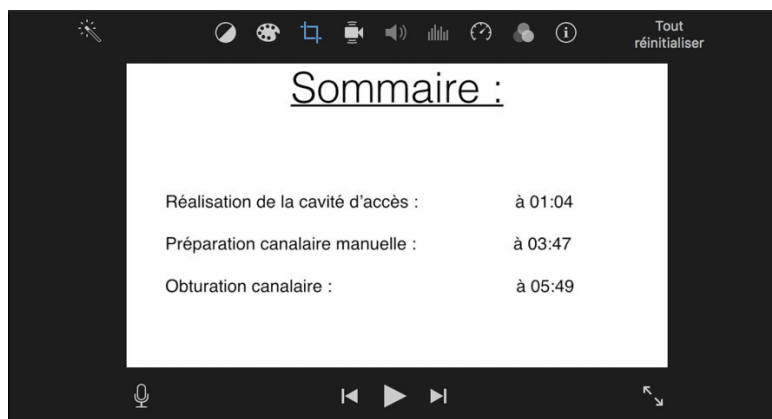 Tout
réinitialiser
Sommaire :
Réalisation de la cavité d'accès : à 01:04
Préparation canalaire manuelle : à 03:47
Obturation canalaire : à 05:49